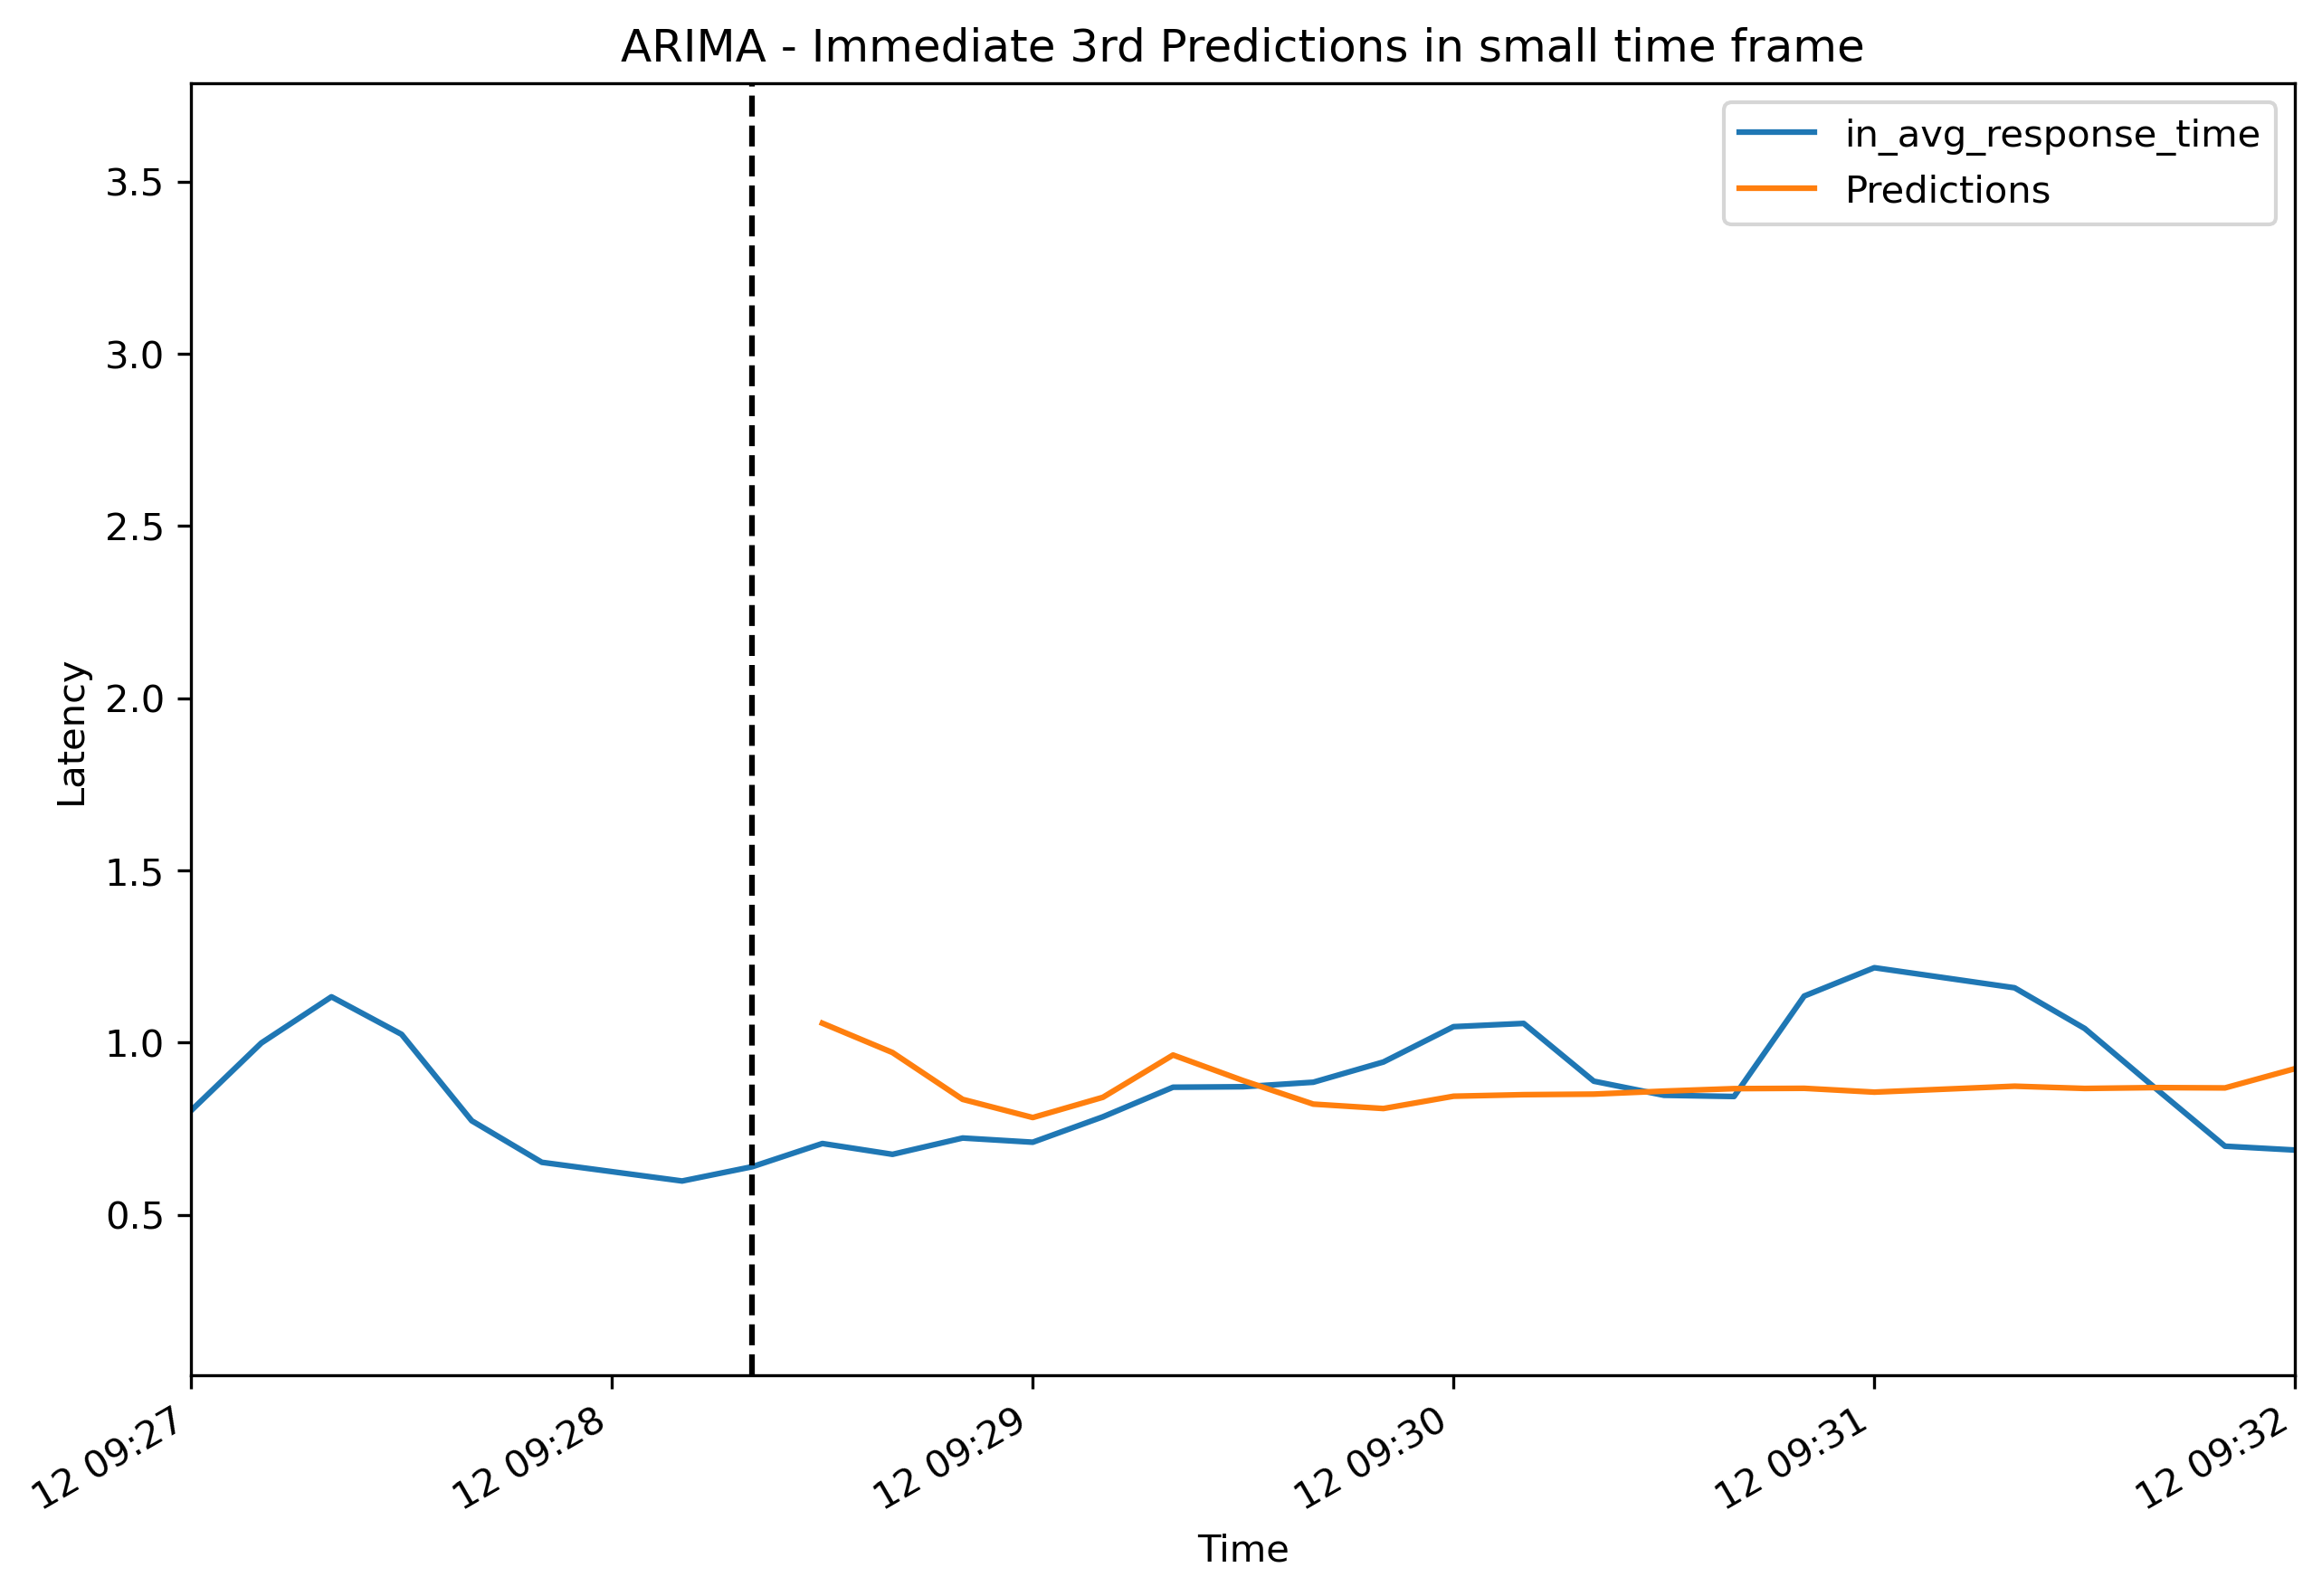 ARIMA - Immediate 3rd Predictions in small time frame
in_avg_response_time
Predictions
3.5
3.0
2.5
2.0
1.5
1.0
0.5
Latency
12 09:27
12 09:28
12 09:29
12 09:30
12 09:31
12 09:32
Time